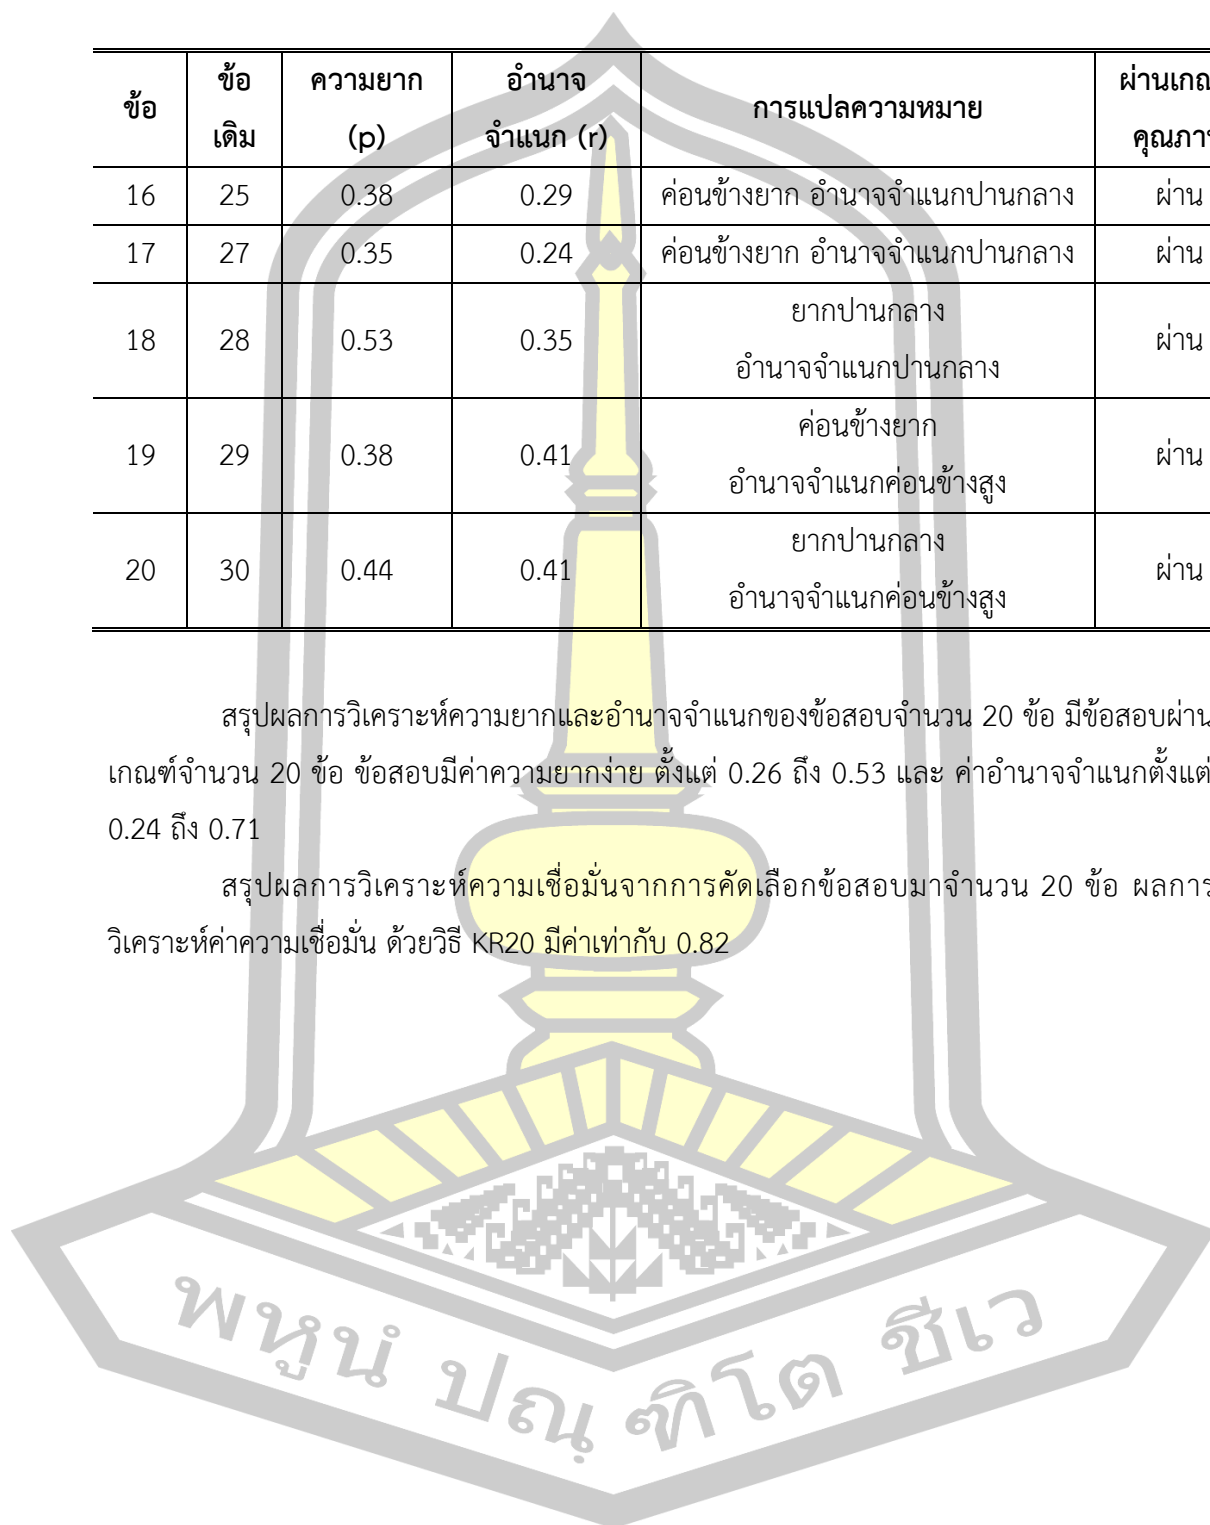 ข้อ ข้อ เดิม ความยาก (p) อำนาจ จำแนก (r) การแปลความหมาย
16 25 0.38 0.29 ค่อนข้างยาก อำนาจจำแนกปานกลาง ผ่าน
17 27 0.35 0.24 ค่อนข้างยาก อำนาจจำแนกปานกลาง ผ่าน
18 28 0.53 0.35 ยากปานกลาง
อำนาจจำแนกปานกลาง ผ่าน
19 29 0.38 0.41 ค่อนข้างยาก
อำนาจจำแนกค่อนข้างสูง ผ่าน
20 30 0.44 0.41 ยากปานกลาง
อำนาจจำแนกค่อนข้างสูง ผ่าน
สรุปผลการวิเคราะห์ความยากและอำนาจจำแนกของข้อสอบจำนวน 20 ข้อ มีข้อสอบผ่าน
เกณฑ์จำนวน 20 ข้อ ข้อสอบมีค่าความยากง่าย ตั้งแต่ 0.26 ถึง 0.53 และ ค่าอำนาจจำแนกตั้งแต่
0.24 ถึง 0.71
สรุปผลการวิเคราะห์ความเชื่อมั่นจากการคัดเลือกข้อสอบมาจำนวน 20 ข้อ ผลการ
วิเคราะห์ค่าความเชื่อมั่น ด้วยวิธี KR20 มีค่าเท่ากับ 0.82
พหูนํ ปณฺฑิโต ชีเว